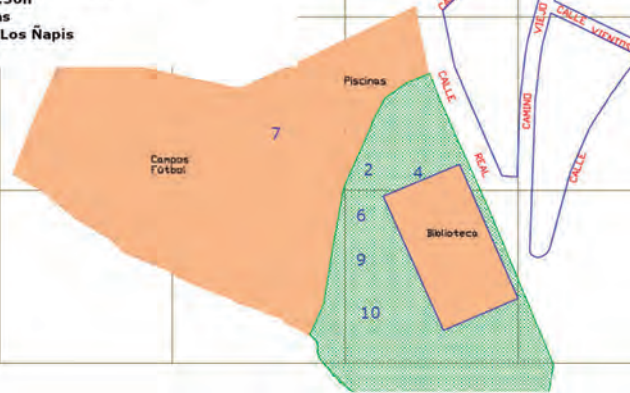 Los Ñapis
CALLE VIENTOS
VIEJO
Piscinas
CALLE
7
CAMINO
Campos
Fútbol
2
4
REAL
CALLE
6
Biblioteca
9
10